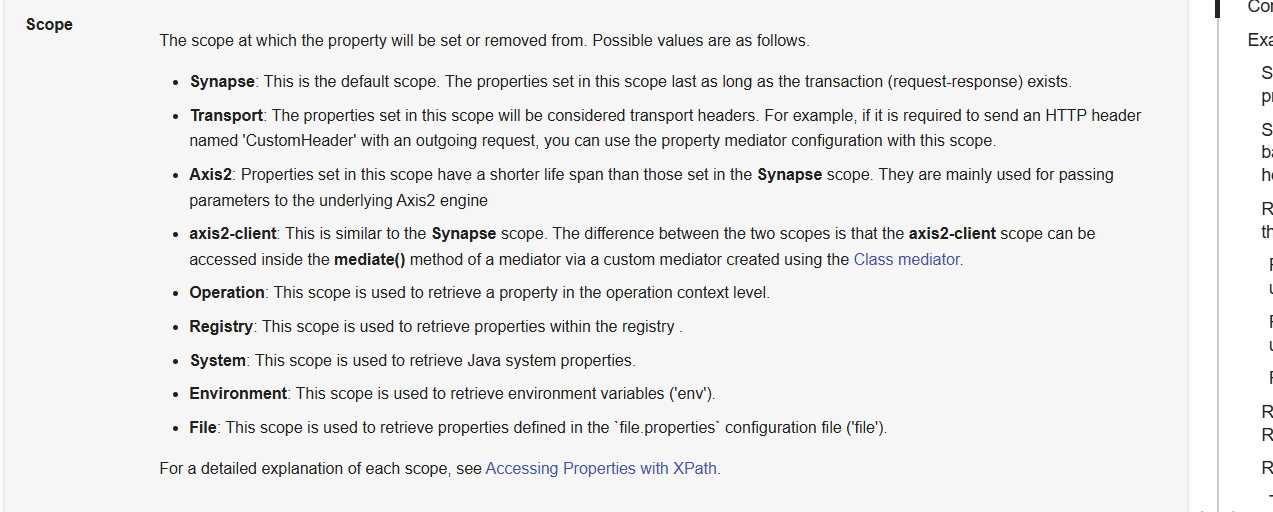 Scope
The scope at which the property will be set or removed from. Possible values are as follows.
• Synapse: This is the default scope. The properties set in this scope last as long as the transaction (request-response) exists.
• Transport: The properties set in this scope will be considered transport headers. For example, if it is required to send an HTTP header
named 'CustomHeader' with an outgoing request, you can use the property mediator configuration with this scope.
• Axis2: Properties set in this scope have a shorter life span than those set in the Synapse scope. They are mainly used for passing
parameters to the underlying Axis2 engine
• axis2-client: This is similar to the Synapse scope. The difference between the two scopes is that the axis2-client scope can be
accessed inside the mediate() method of a mediator via a custom mediator created using the Class mediator.
• Operation: This scope is used to retrieve a property in the operation context level.
• Registry: This scope is used to retrieve properties within the registry .
• System: This scope is used to retrieve Java system properties.
• Environment: This scope is used to retrieve environment variables ('env').
• File: This scope is used to retrieve properties defined in the `file.properties` configuration file ('file').
For a detailed explanation of each scope, see Accessing Properties with XPath.